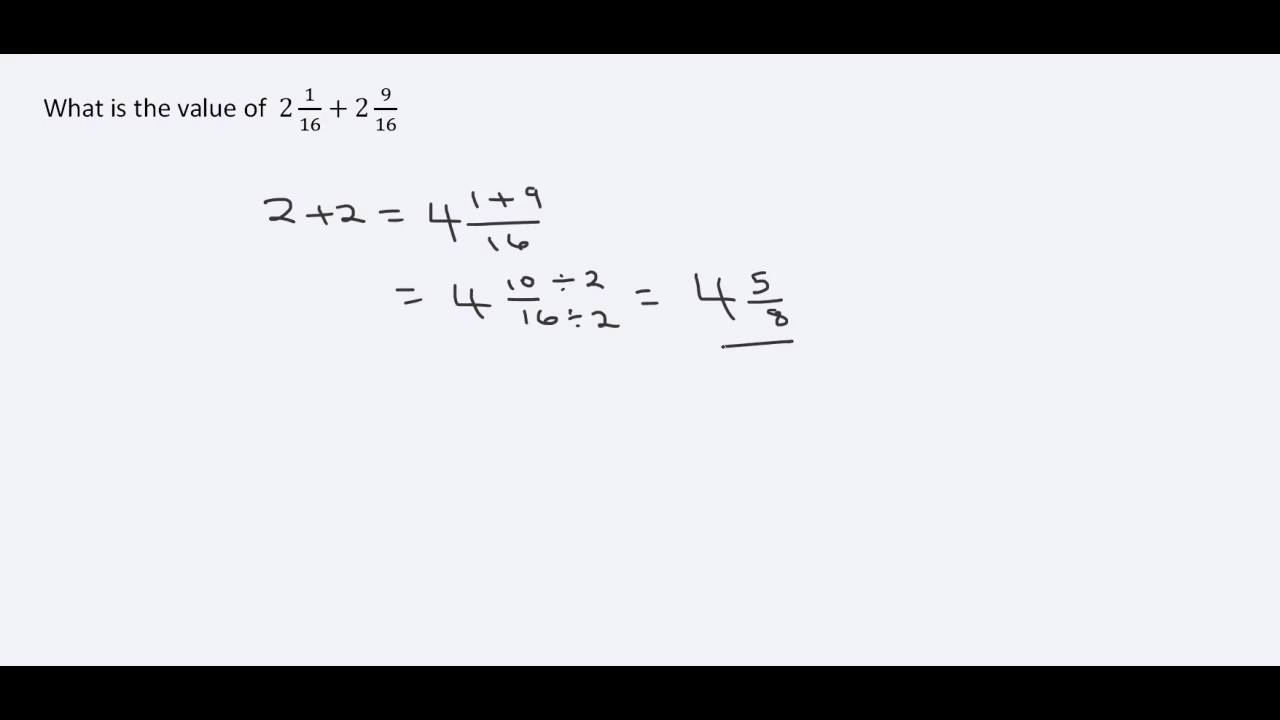 What is the value of 2 1/16 + 2 9/16
2 + 2 = 4 (1 + 9)/16
= 4 (10 ÷ 2)/(16 ÷ 2) = 4 5/8